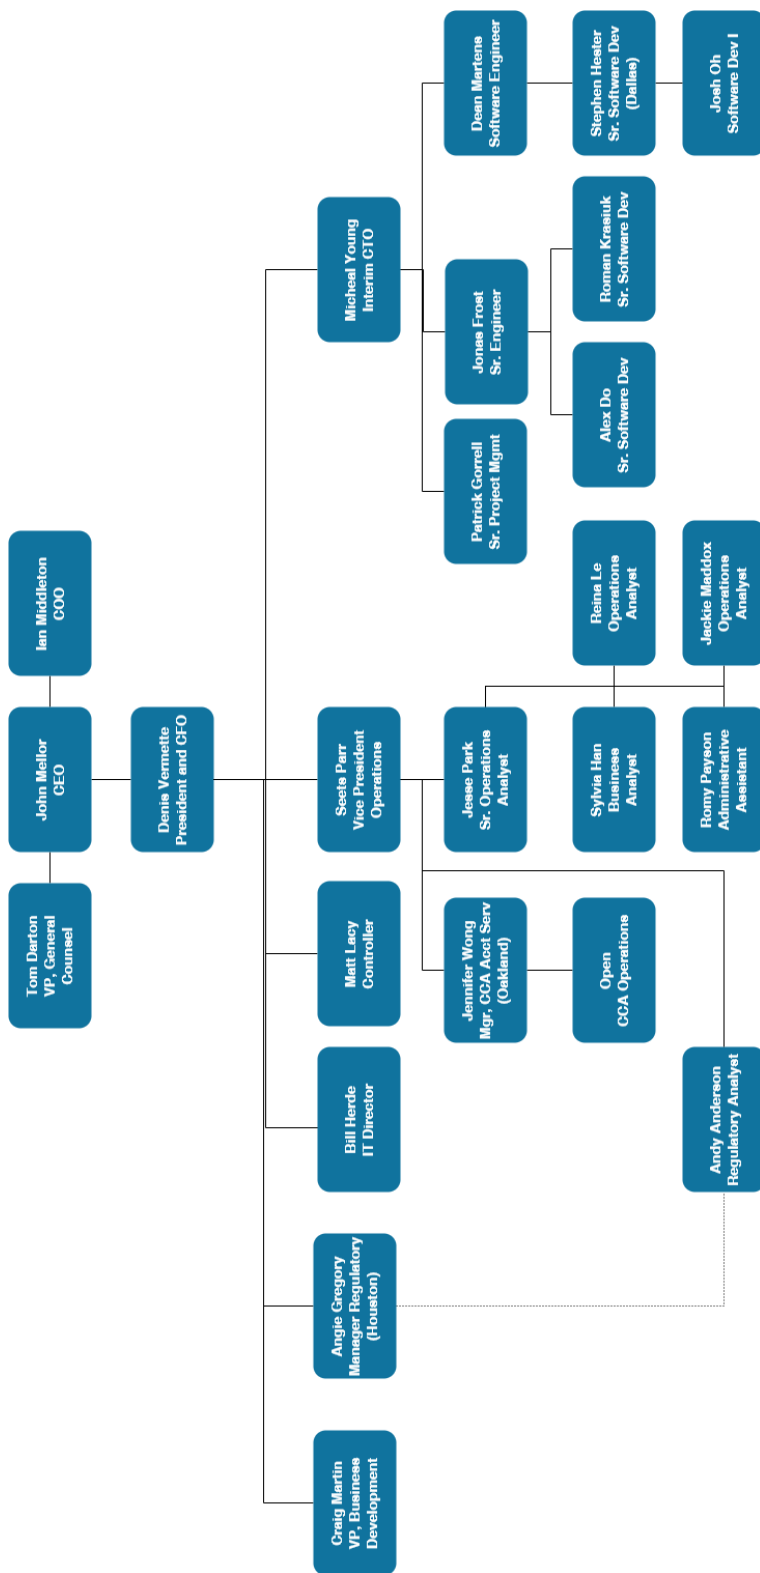 Tom Darton
VP, General
Counsel
John Mellor
CEO
Ian Middleton
COO
Denis Vermette
President and CFO
Craig Martin
VP, Business
Development
Angie Gregory
Manager Regulatory
(Houston)
Bill Herde
IT Director
Matt Lacy
Controller
Seets Parr
Vice President
Operations
Micheal Young
Interim CTO
Jennifer Wong
Mgr, CCA Acct Serv
(Oakland)
Jesse Park
Sr. Operations
Analyst
Patrick Gorrell
Sr. Project Mgmt
Jonas Frost
Sr. Engineer
Dean Martens
Software Engineer
Open
CCA Operations
Sylvia Han
Business
Analyst
Reina Le
Operations
Analyst
Alex Do
Sr. Software Dev
Roman Krasiuk
Sr. Software Dev
Stephen Hester
Sr. Software Dev
(Dallas)
Andy Anderson
Regulatory Analyst
Romy Payson
Administrative
Assistant
Jackie Maddox
Operations
Analyst
Josh Oh
Software Dev I